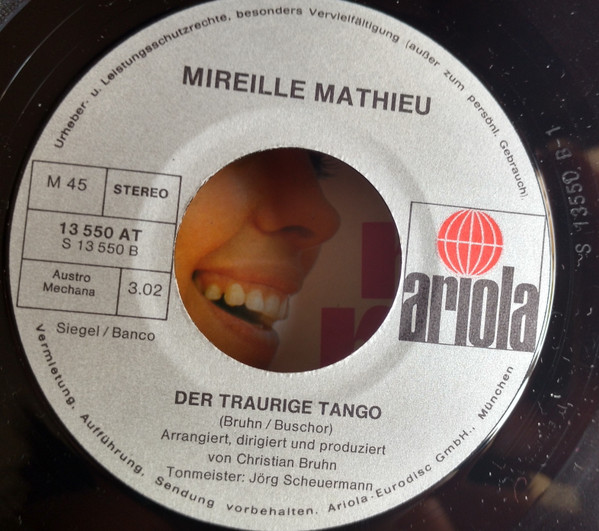 Urheber- u. Leistungsschutzrechte, besonders Vervielfältigung (außer zum persönl. Gebrauch),
MIREILLE MATHIEU
M 45
STEREO
13 550 AT
S 13 550 B
Austro
Mechana
3.02
Siegel / Banco
ariola
S 13550 B-1
DER TRAURIGE TANGO
(Bruhn / Buschor)
Arrangiert, dirigiert und produziert
von Christian Bruhn
Tonmeister: Jörg Scheuermann
Vermietung. Aufführung. Sendung vorbehalten. Ariola-Eurodisc GmbH., München